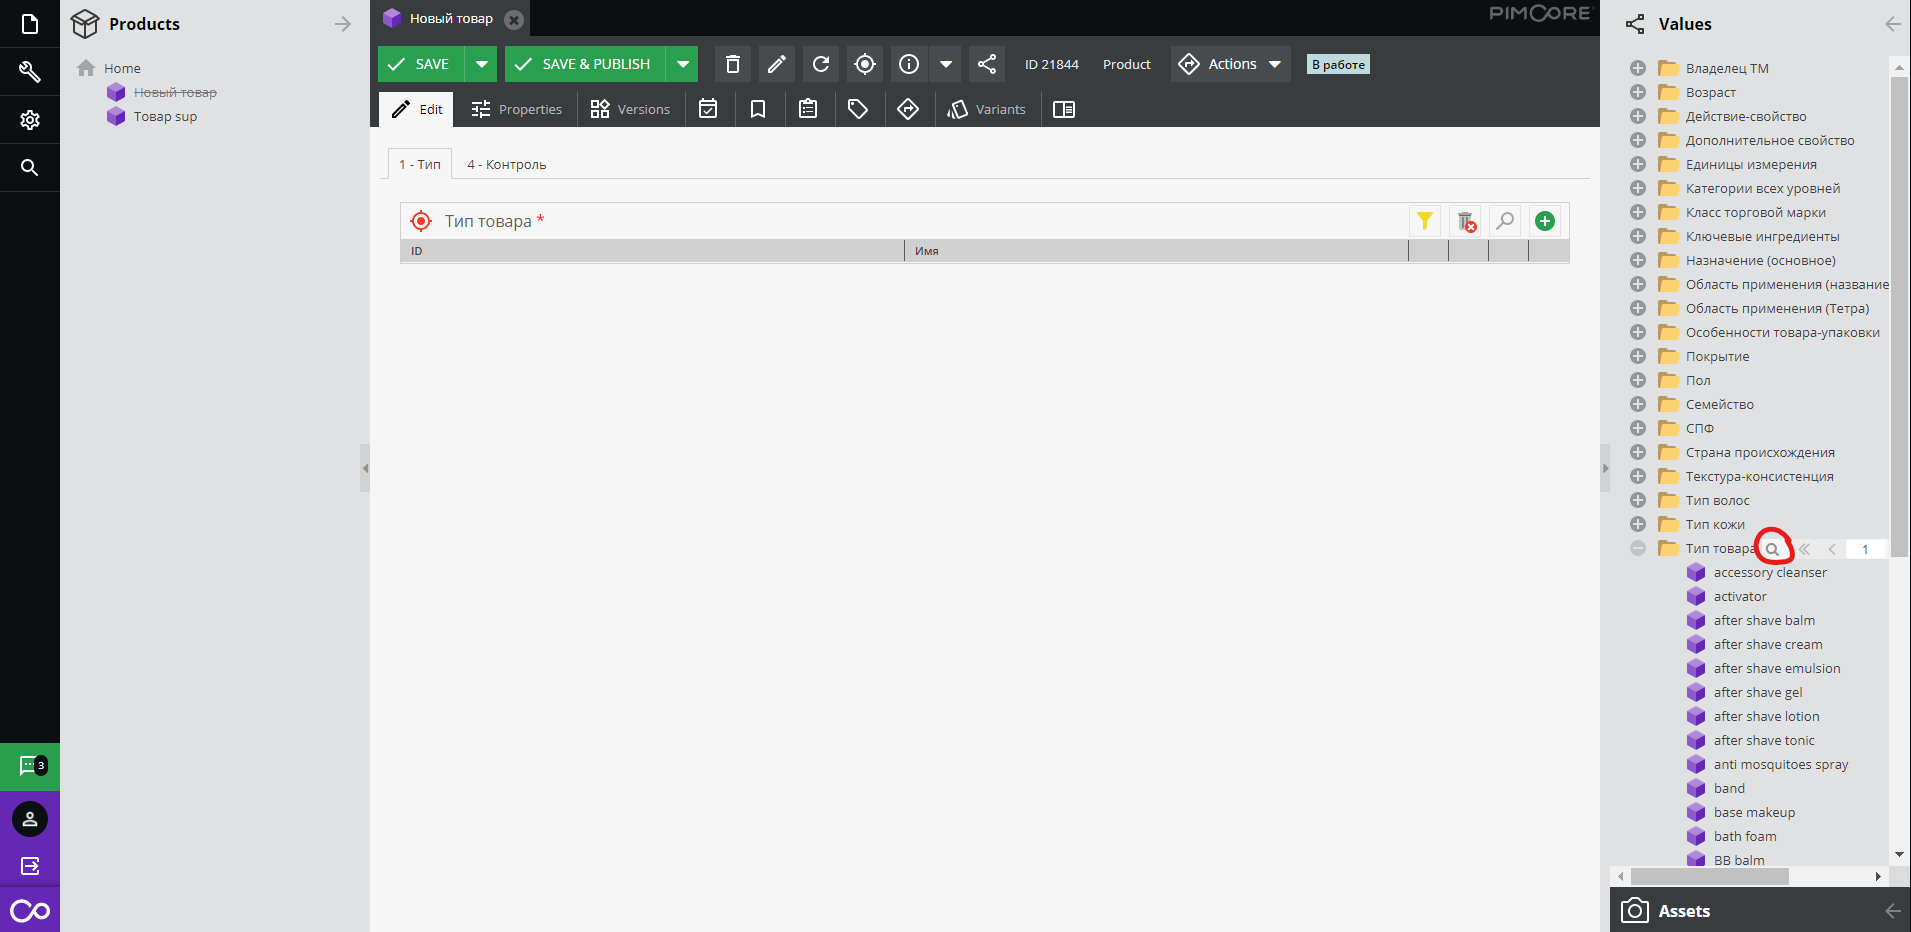 Products
Home
Новый товар
Товар sup
3
Новый товар
PIMCORE
SAVE
SAVE & PUBLISH
ID 21844
Product
Actions
В работе
Edit
Properties
Versions
Variants
1 - Тип
4 - Контроль
Тип товара *
ID
Имя
Values
Владелец ТМ
Возраст
Действие-свойство
Дополнительное свойство
Единицы измерения
Категории всех уровней
Класс торговой марки
Ключевые ингредиенты
Назначение (основное)
Область применения (название
Область применения (Тетра)
Особенности товара-упаковки
Покрытие
Пол
Семейство
СПФ
Страна происхождения
Текстура-консистенция
Тип волос
Тип кожи
Тип товара
1
accessory cleanser
activator
after shave balm
after shave cream
after shave emulsion
after shave gel
after shave lotion
after shave tonic
anti mosquitoes spray
band
base makeup
bath foam
BB balm
Assets